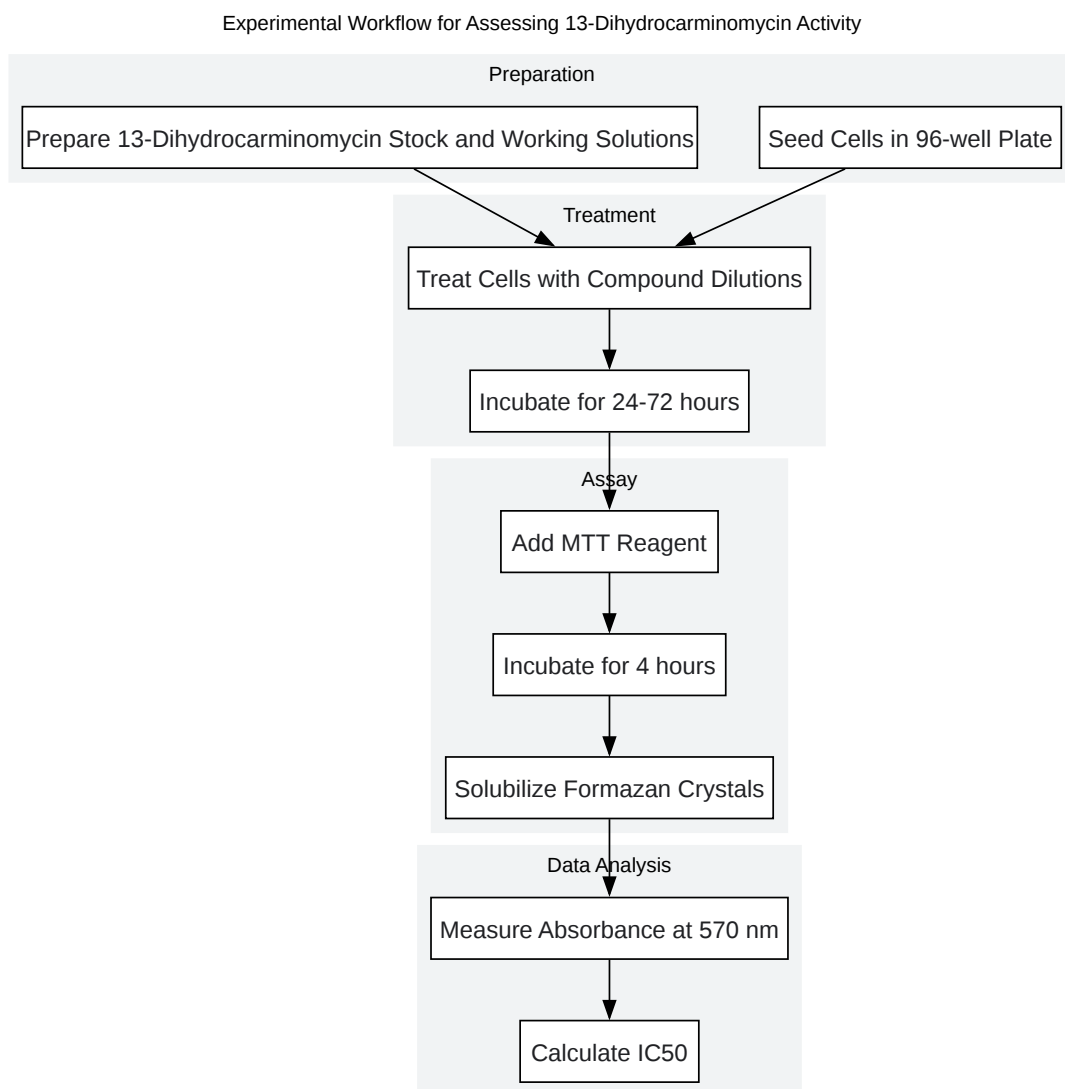 Experimental Workflow for Assessing 13-Dihydrocarminomycin Activity
Preparation
Prepare 13-Dihydrocarminomycin Stock and Working Solutions
Seed Cells in 96-well Plate
Treatment
Treat Cells with Compound Dilutions
Incubate for 24-72 hours
Assay
Add MTT Reagent
Incubate for 4 hours
Solubilize Formazan Crystals
Data Analysis
Measure Absorbance at 570 nm
Calculate IC50